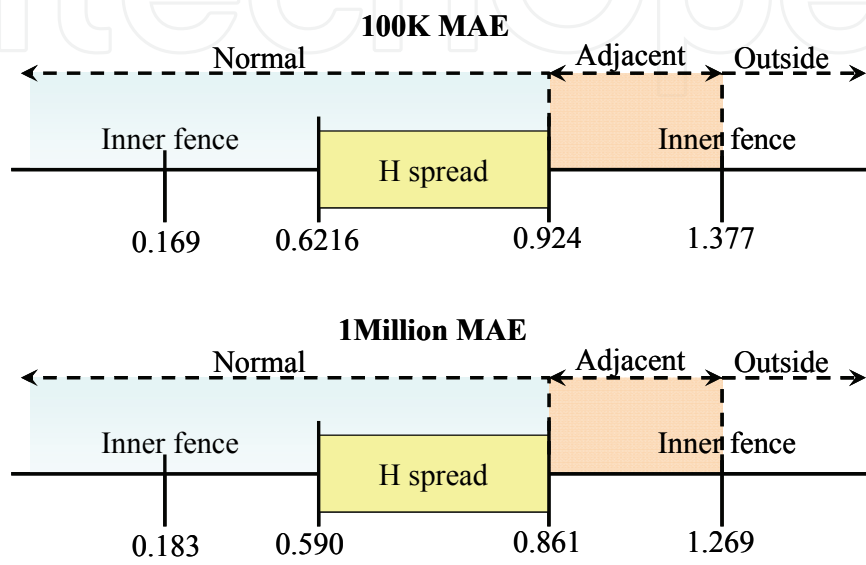 100K MAE
Normal Adjacent Outside
Inner fence Inner fence
H spread
0.169 0.6216 0.924 1.377
1Million MAE
Normal Adjacent Outside
Inner fence Inner fence
H spread
0.183 0.590 0.861 1.269